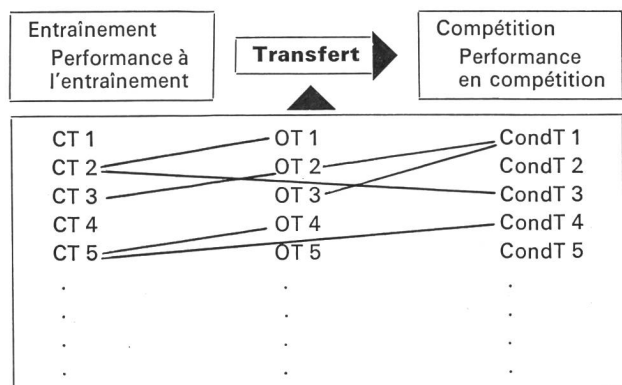 Entraînement
Performance à
l'entraînement
Transfert
Compétition
Performance
en compétition
CT 1 OT 1 CondT 1
CT 2 OT 2 CondT 2
CT 3 OT 3 CondT 3
CT 4 OT 4 CondT 4
CT 5 OT 5 CondT 5
. . .
. . .
. . .
. . .